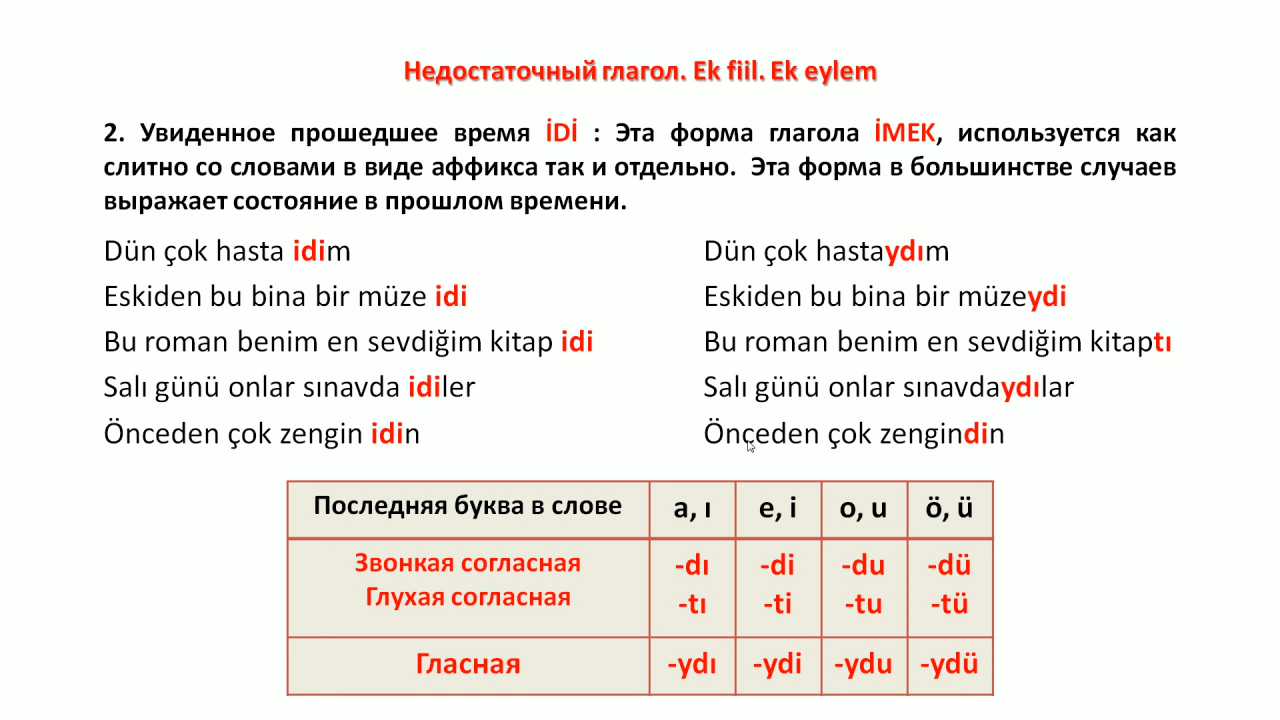 Недостаточный глагол. Ek fiil. Ek eylem
2. Увиденное прошедшее время İDİ : Эта форма глагола İMEK, используется как
слитно со словами в виде аффикса так и отдельно. Эта форма в большинстве случаев
выражает состояние в прошлом времени.
Dün çok hasta idim
Dün çok hastaydım
Eskiden bu bina bir müze idi
Eskiden bu bina bir müzeydi
Bu roman benim en sevdiğim kitap idi
Bu roman benim en sevdiğim kitaptı
Salı günü onlar sınavda idiler
Salı günü onlar sınavdaydılar
Önceden çok zengin idin
Önceden çok zengindin
Последняя буква в слове a, ı e, i o, u ö, ü
Звонкая согласная -dı -di -du -dü
Глухая согласная -tı -ti -tu -tü
Гласная -ydı -ydi -ydu -ydü